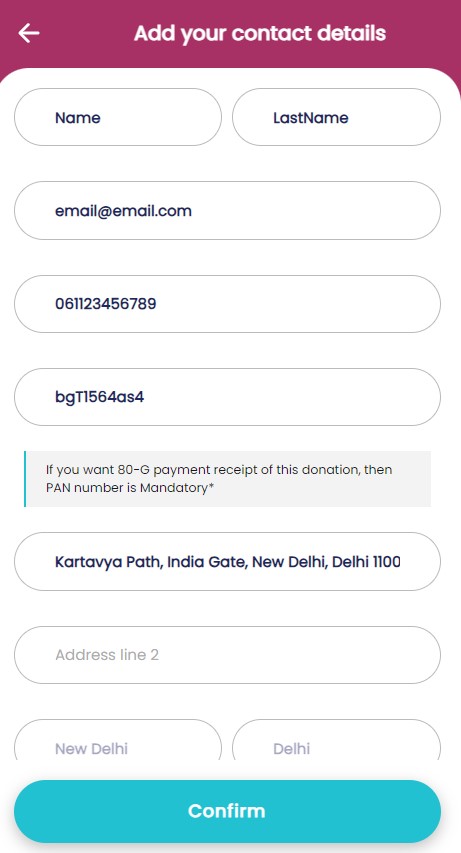 Add your contact details
Name LastName
email@email.com
061123456789
bgT1564as4
If you want 80-G payment receipt of this donation, then
PAN number is Mandatory*
Kartavya Path, India Gate, New Delhi, Delhi 1100
Address line 2
New Delhi Delhi
Confirm